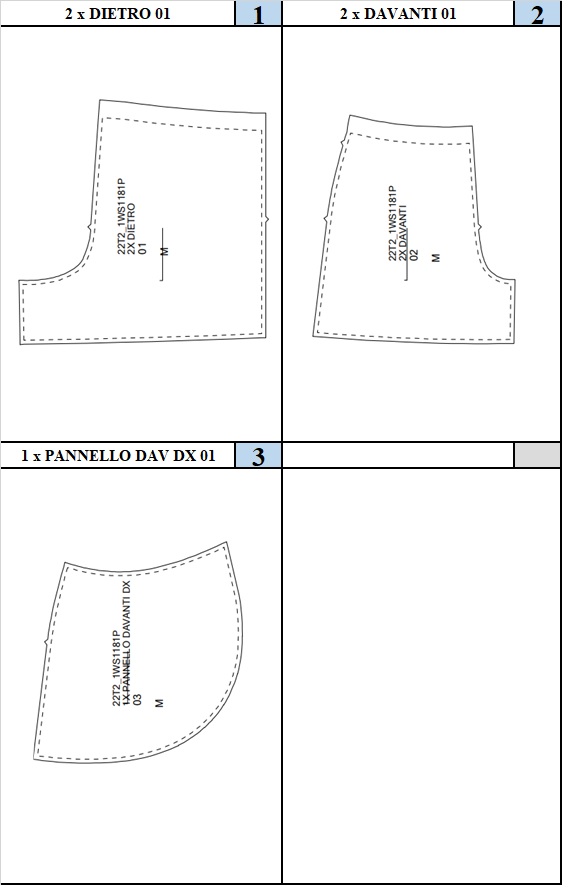 2 x DIETRO 01
1
2 x DAVANTI 01
2
22T2_1WS1181P
2X DIETRO
01
M
22T2_1WS1181P
2X DAVANTI
02
M
1 x PANNELLO DAV DX 01
3
22T2_1WS1181P
1X PANNELLO DAVANTI DX
03
M